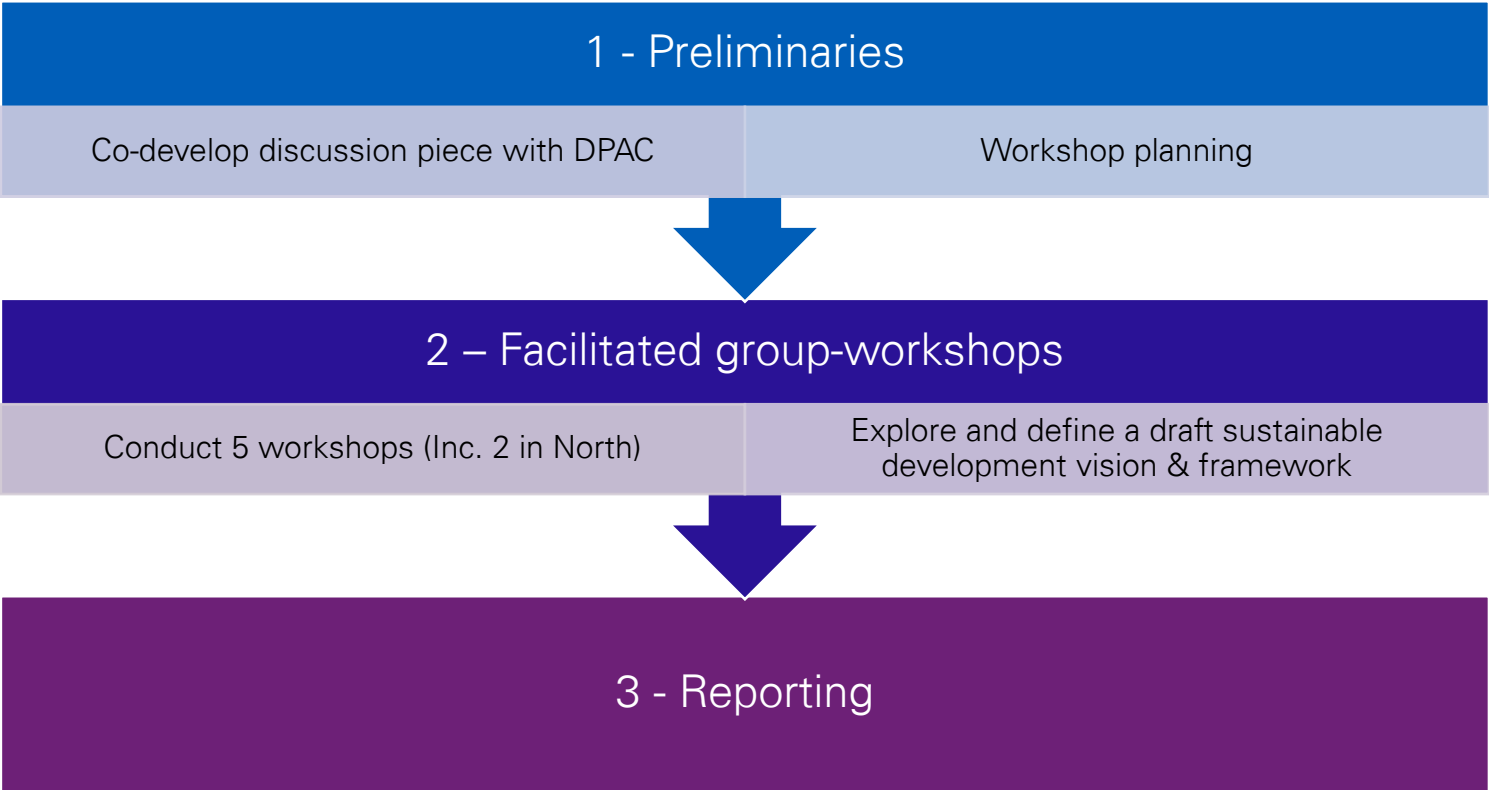 1 - Preliminaries
Co-develop discussion piece with DPAC
Workshop planning
2 – Facilitated group-workshops
Conduct 5 workshops (Inc. 2 in North)
Explore and define a draft sustainable
development vision & framework
3 - Reporting